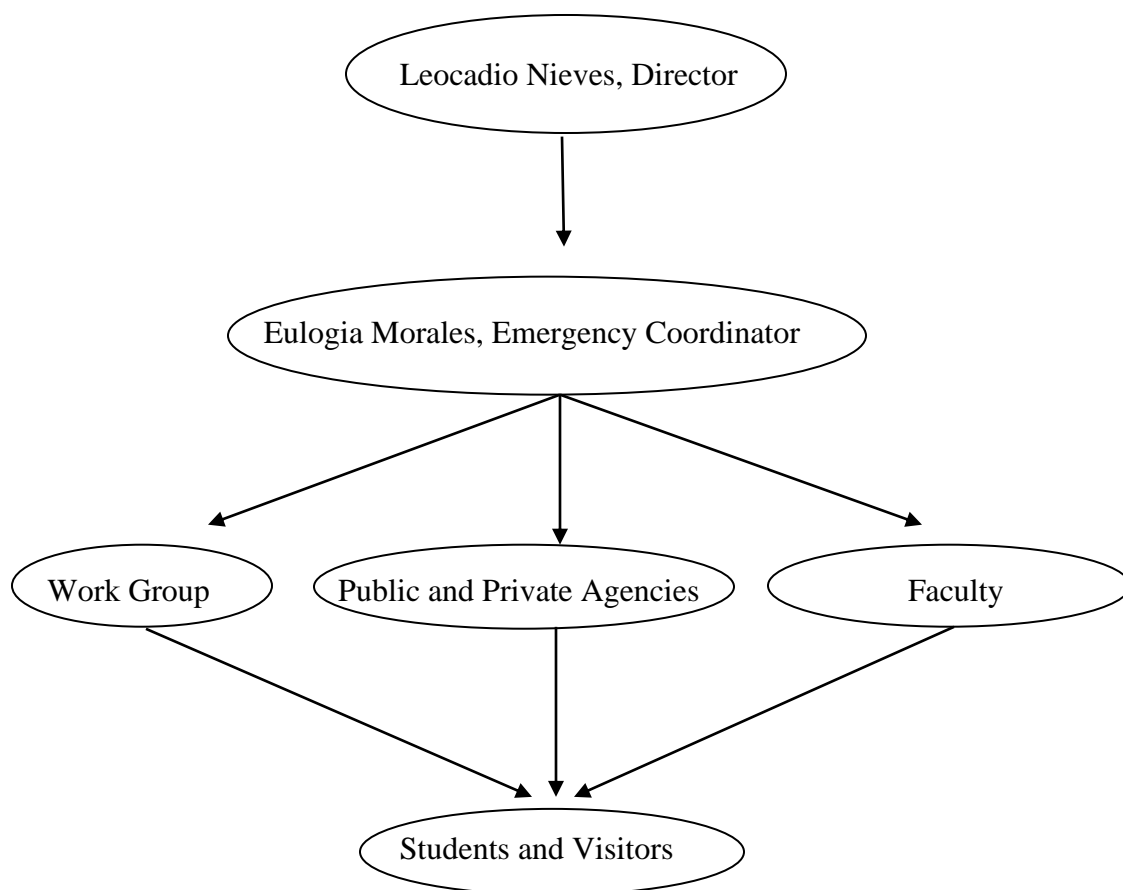 Leocadio Nieves, Director
Eulogia Morales, Emergency Coordinator
Work Group
Public and Private Agencies
Faculty
Students and Visitors